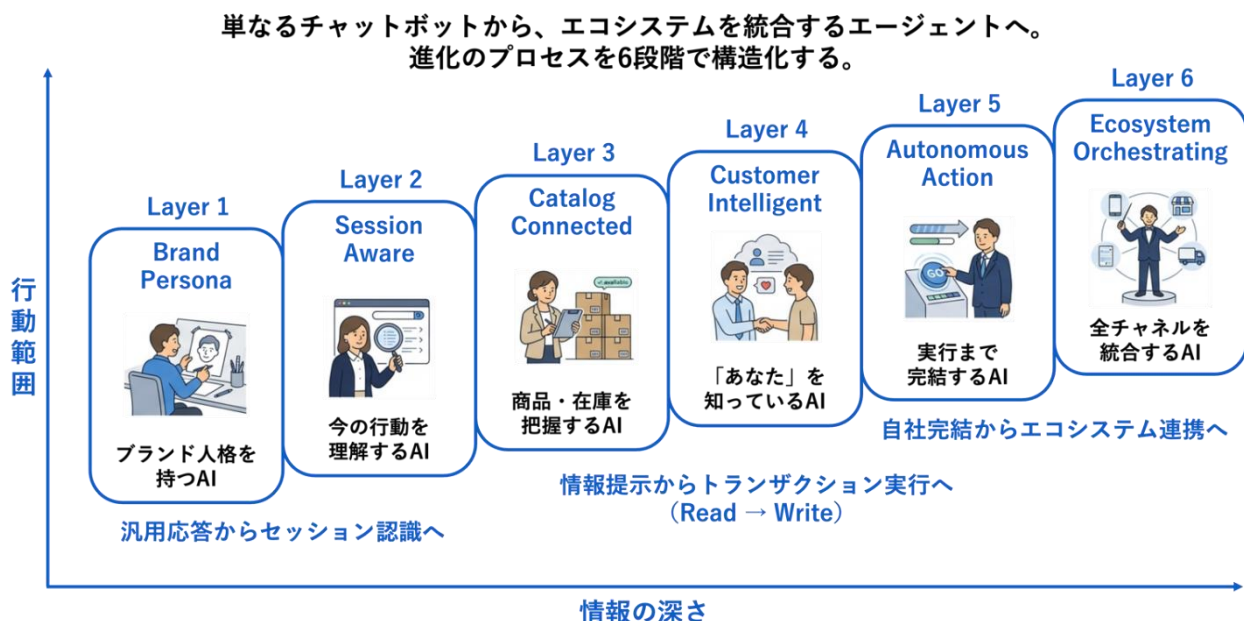 単なるチャットボットから、エコシステムを統合するエージェントへ。
進化のプロセスを6段階で構造化する。
行動範囲
Layer 1
Brand
Persona
ブランド人格を
持つAI
Layer 2
Session
Aware
今の行動を
理解するAI
汎用応答からセッション認識へ
Layer 3
Catalog
Connected
available
商品・在庫を
把握するAI
Layer 4
Customer
Intelligent
「あなた」を
知っているAI
情報提示からトランザクション実行へ
（Read → Write）
Layer 5
Autonomous
Action
GO
実行まで
完結するAI
Layer 6
Ecosystem
Orchestrating
全チャネルを
統合するAI
自社完結からエコシステム連携へ
情報の深さ